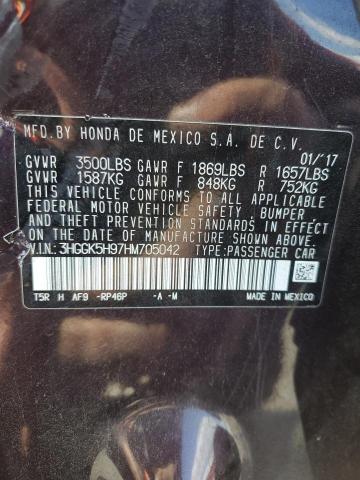 MFD.BY HONDA DE MEXICO S.A. DE C.V.
01/17
GVWR 3500LBS GAWR F 1869LBS R 1657LBS
GVWR 1587KG GAWR F 848KG R 752KG
THIS VEHICLE CONFORMS TO ALL APPLICABLE
FEDERAL MOTOR VEHICLE SAFETY, BUMPER,
AND THEFT PREVENTION STANDARDS IN EFFECT
ON THE DATE OF MANUFACTURE SHOWN ABOVE.
V.I.N.: 3HGGK5H97HM705042 TYPE:PASSENGER CAR
T5R H AF9 -RP46P -A -M
MADE IN MEXICO